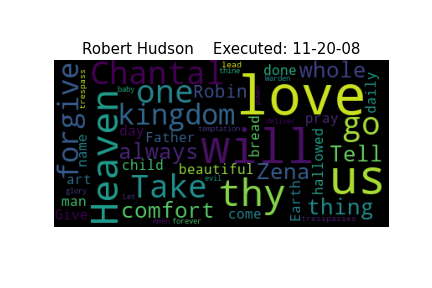 Robert Hudson    Executed: 11-20-08
Chantal
one
Robin
lead
thine
done
Warden
whole
love
forgive
trespass
baby
Heaven
kingdom
daily
go
name
day
Father
temptation
will
bread
deliver
pray
hallowed
Tell
always
child
beautiful
evil
Zena
us
art
glory
Take
thy
Earth
man
Give
Let
comfort
Amen
forever
come
thing
trespasses